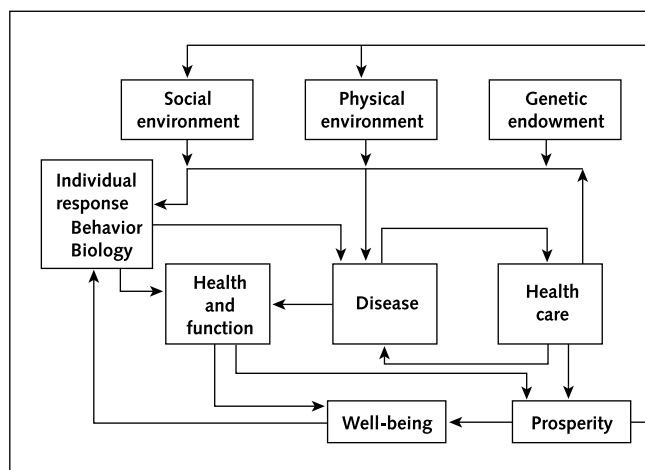 Social
environment
Physical
environment
Genetic
endowment
Individual
response
Behavior
Biology
Health
and
function
Disease
Health
care
Well-being
Prosperity